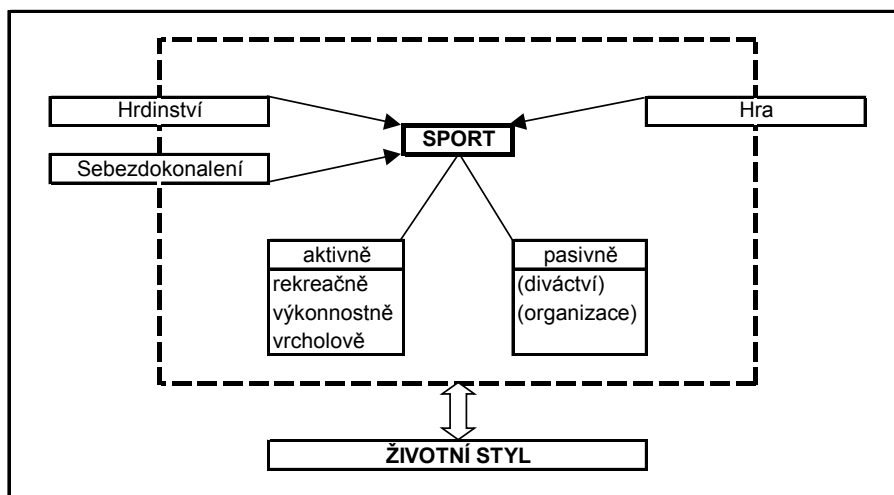 Hrdinství
Hra
SPORT
Sebezdokonalení
aktivně
rekreačně
výkonnostně
vrcholově
pasivně
(diváctví)
(organizace)
ŽIVOTNÍ STYL